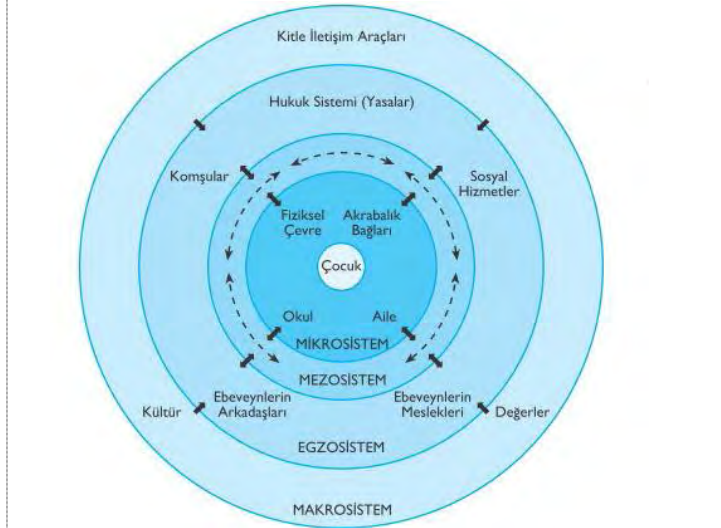 Kitle İletişim Araçları
Hukuk Sistemi (Yasalar)
Komşular
Sosyal
Hizmetler
Fiziksel
Çevre
Akrabalık
Bağları
Çocuk
Okul
Aile
MİKROSİSTEM
MEZOSİSTEM
Ebeveynlerin
Arkadaşları
Ebeveynlerin
Meslekleri
Kültür
Değerler
EGZOSİSTEM
MAKROSİSTEM